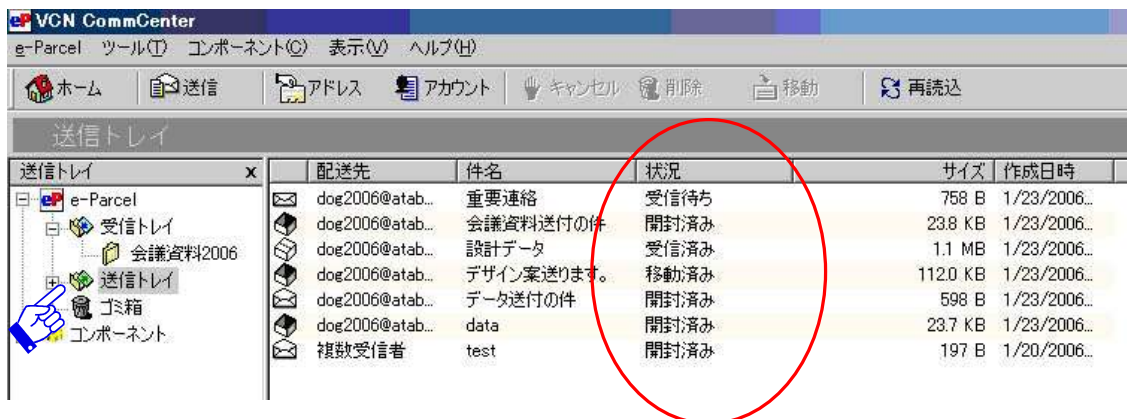 eP VCN CommCenter
e-Parcel ツール(T) コンポーネント(C) 表示(V) ヘルプ(H)
ホーム 送信 アドレス アカウント キャンセル 削除 移動 再読込
送信トレイ
送信トレイ x 配送先 件名 状況 サイズ 作成日時
eP e-Parcel dog2006@atab... 重要連絡 受信待ち 758 B 1/23/2006...
受信トレイ dog2006@atab... 会議資料送付の件 開封済み 23.8 KB 1/23/2006...
会議資料2006 dog2006@atab... 設計データ 受信済み 1.1 MB 1/23/2006...
送信トレイ dog2006@atab... デザイン案送ります。 移動済み 112.0 KB 1/23/2006...
ゴミ箱 dog2006@atab... データ送付の件 開封済み 598 B 1/23/2006...
コンポーネント dog2006@atab... data 開封済み 23.7 KB 1/23/2006...
複数受信者 test 開封済み 197 B 1/20/2006...